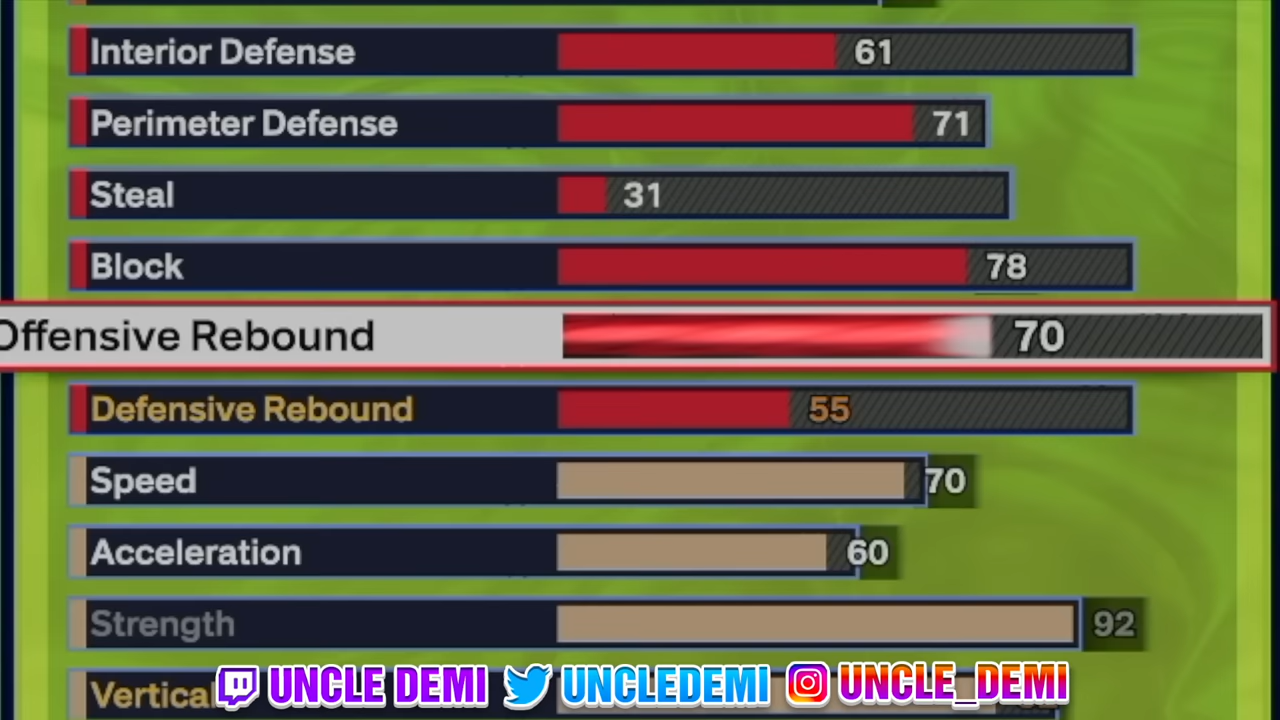 Interior Defense 61
Perimeter Defense 71
Steal 31
Block 78
Offensive Rebound 70
Defensive Rebound 55
Speed 70
Acceleration 60
Strength 92
Vertical
UNCLE DEMI UNCLEDEMI UNCLE_DEMI